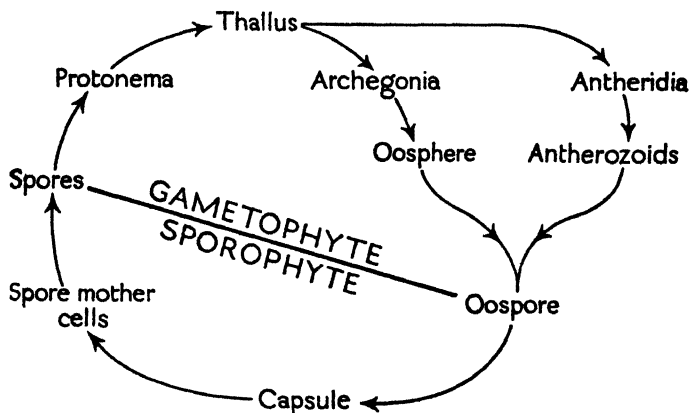 Thallus
Protonema
Archegonia
Antheridia
Oosphere
Antherozoids
Spores
GAMETOPHYTE
SPOROPHYTE
Spore mother
cells
Oospore
Capsule